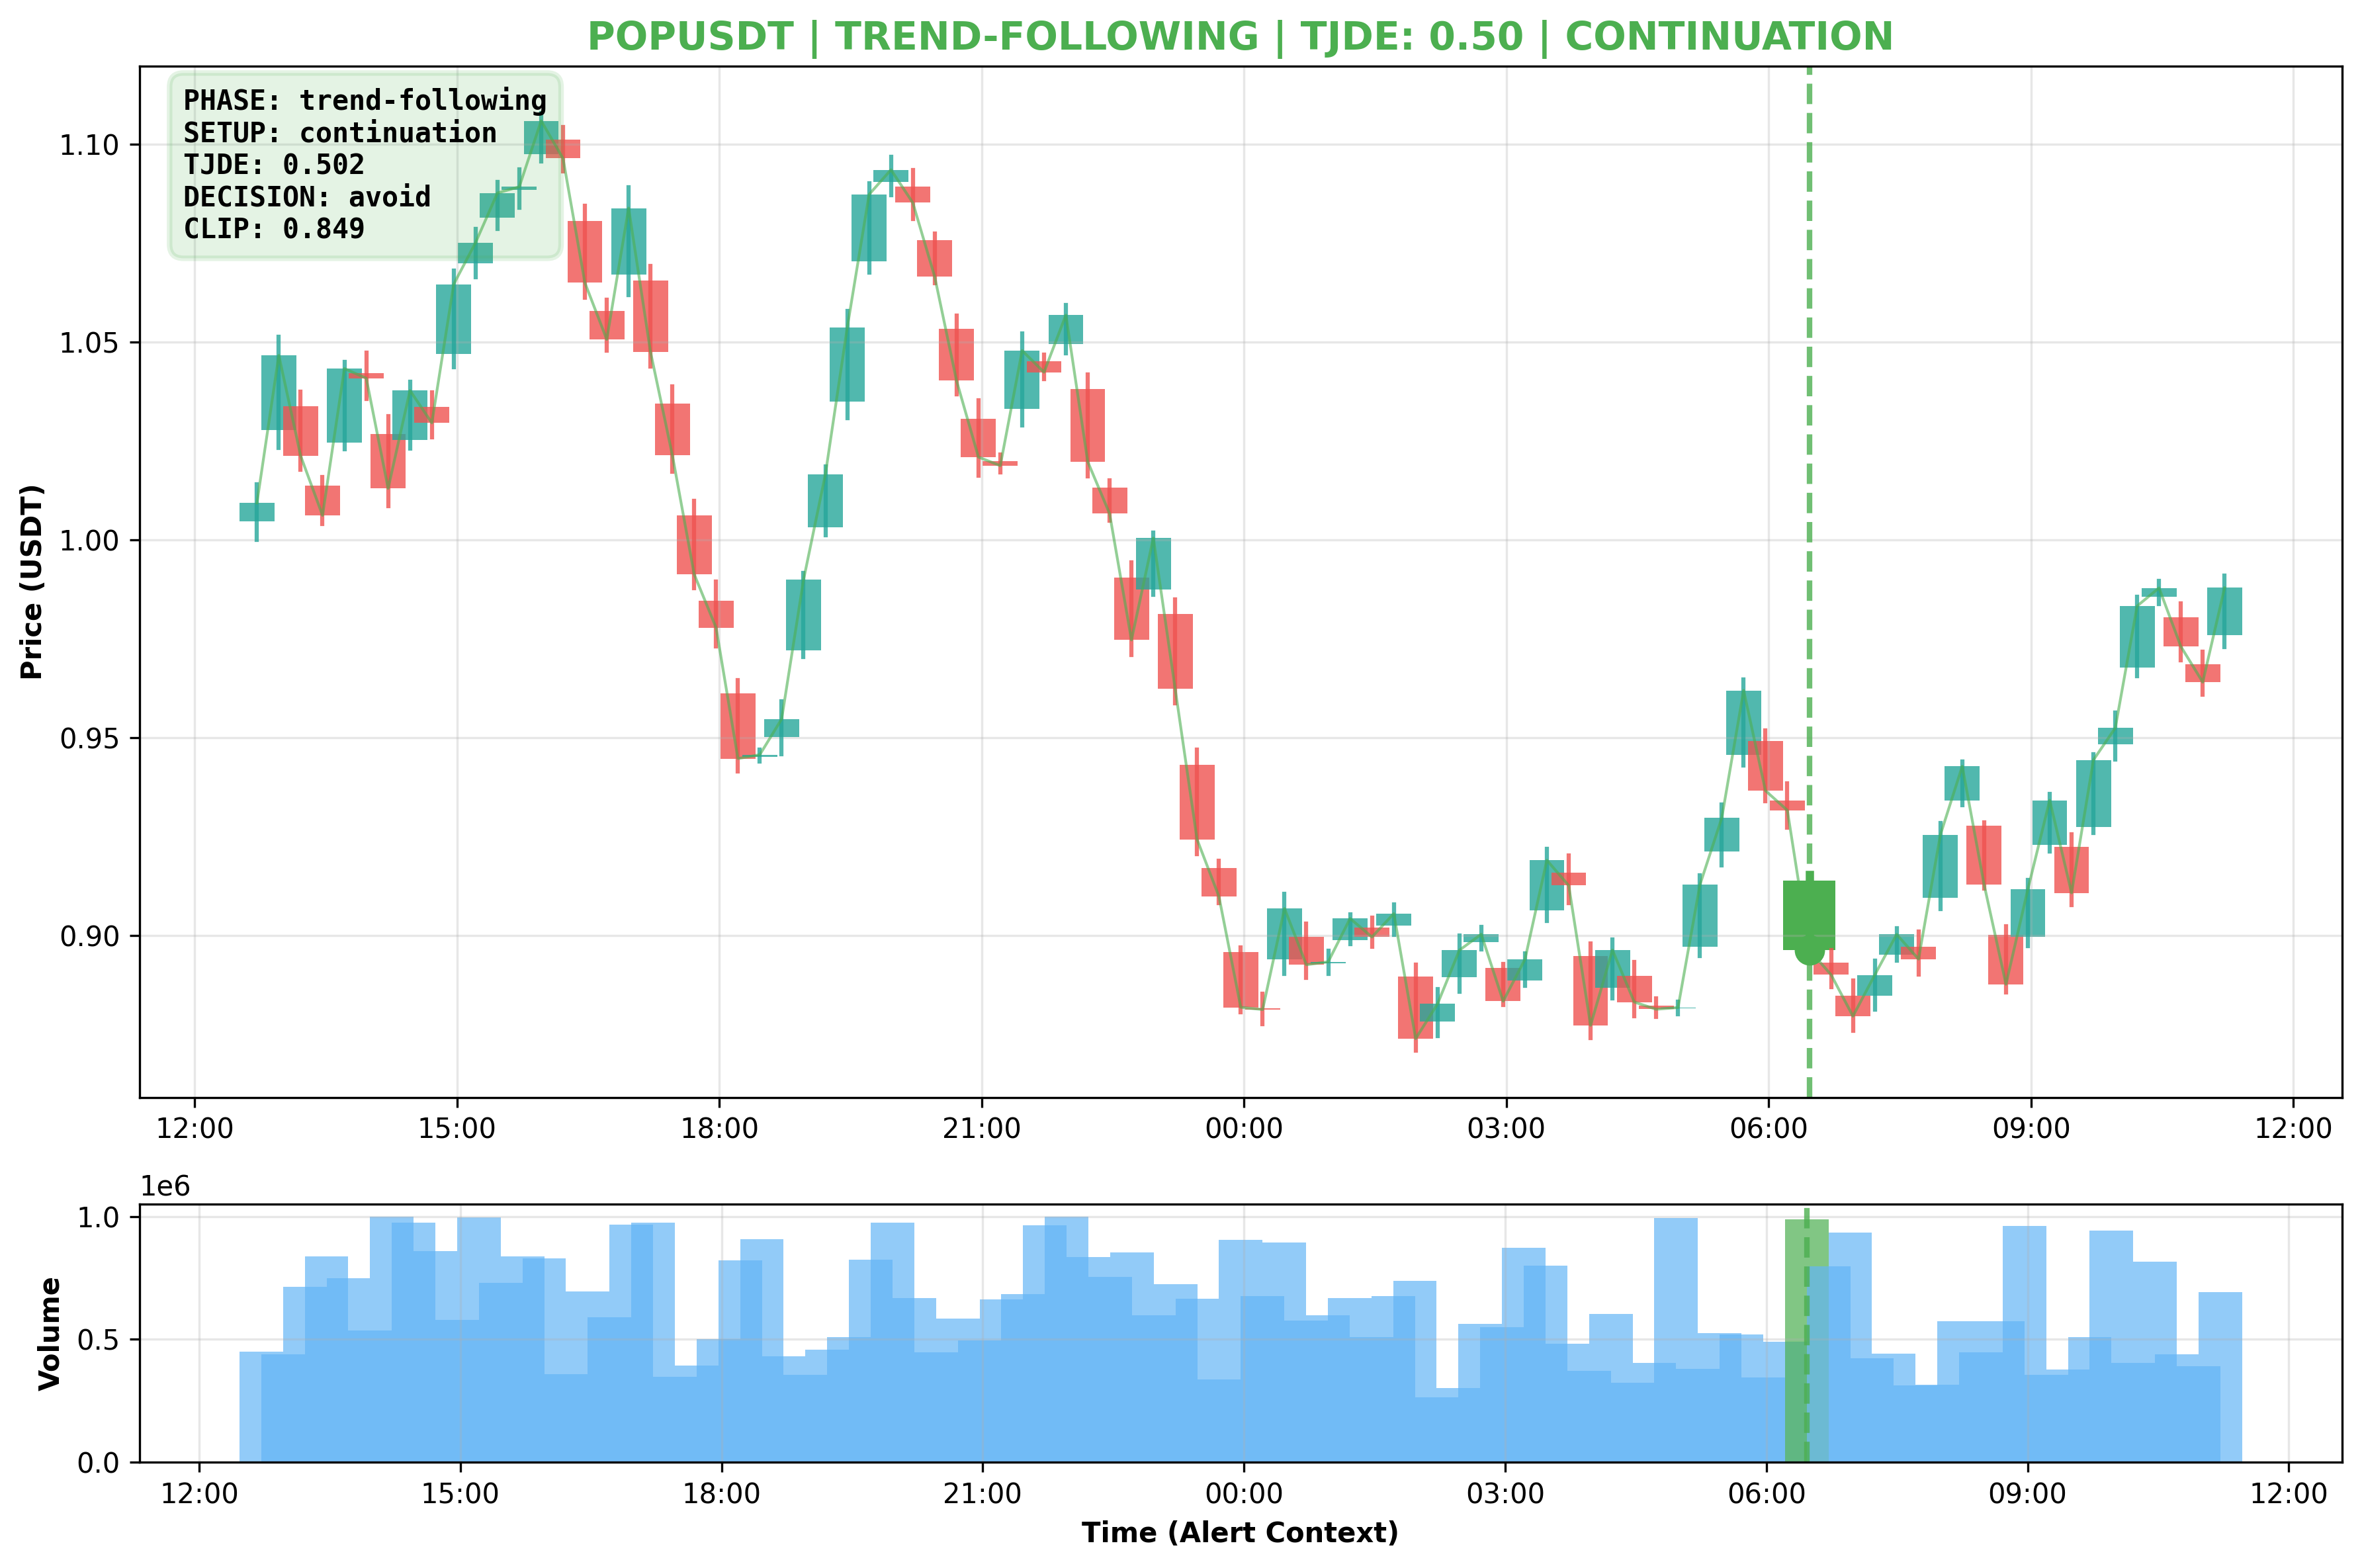 POPUSDT | TREND-FOLLOWING | TJDE: 0.50 | CONTINUATION
PHASE: trend-following
SETUP: continuation
TJDE: 0.502
DECISION: avoid
CLIP: 0.849
Price (USDT)
1.10
1.05
1.00
0.95
0.90
12:00 15:00 18:00 21:00 00:00 03:00 06:00 09:00 12:00
1e6
Volume
1.0
0.5
0.0
12:00 15:00 18:00 21:00 00:00 03:00 06:00 09:00 12:00
Time (Alert Context)